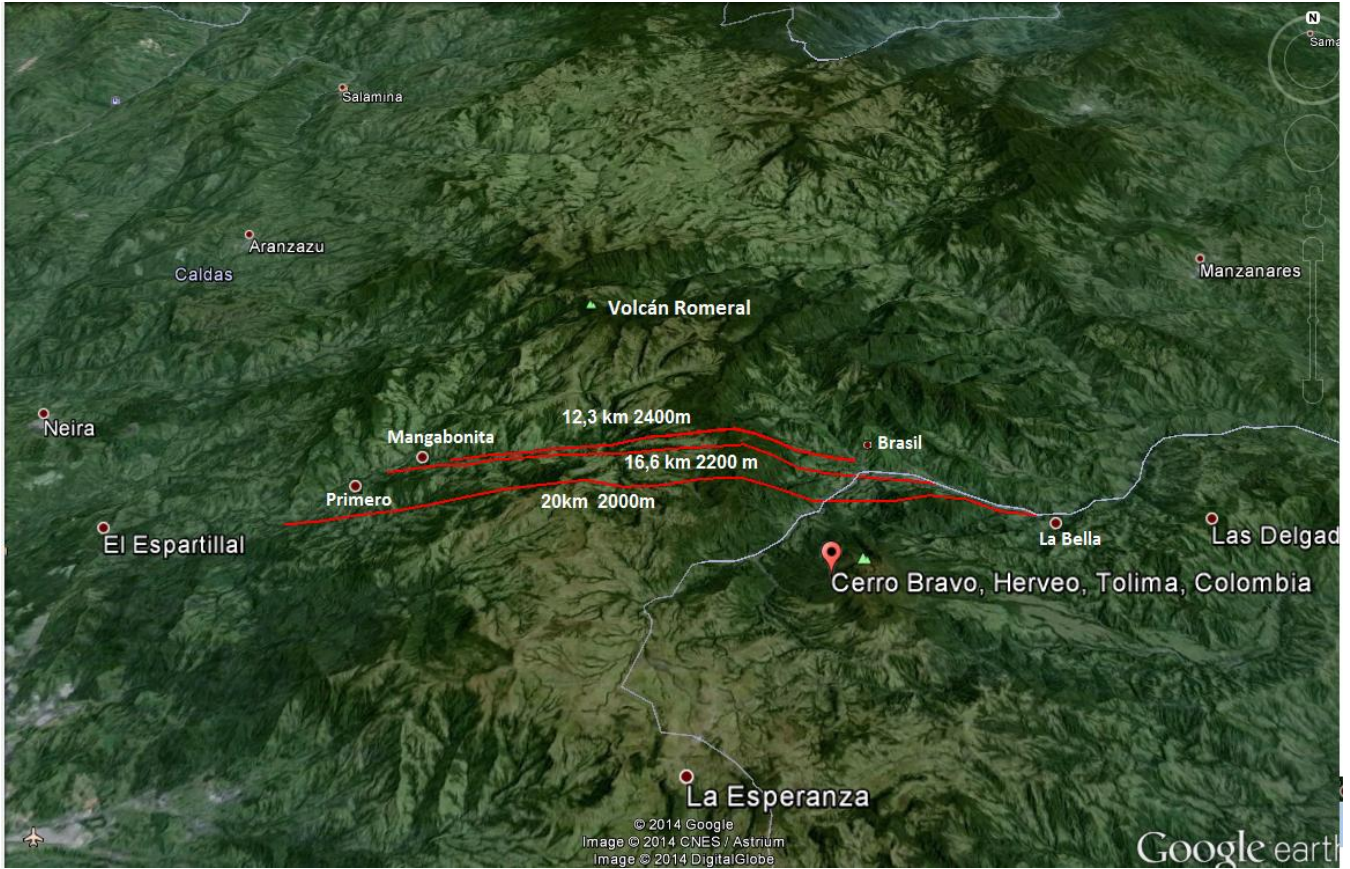 N
Sama
Salamina
Aranzazu
Caldas
Manzanares
Volcán Romeral
Neira
12,3 km 2400m
Mangabonita
Brasil
16,6 km 2200 m
Primero
20km 2000m
El Espartillal
La Bella
Las Delgad
Cerro Bravo, Herveo, Tolima, Colombia
La Esperanza
© 2014 Google
Image © 2014 CNES / Astrium
Image © 2014 DigitalGlobe
Google earth